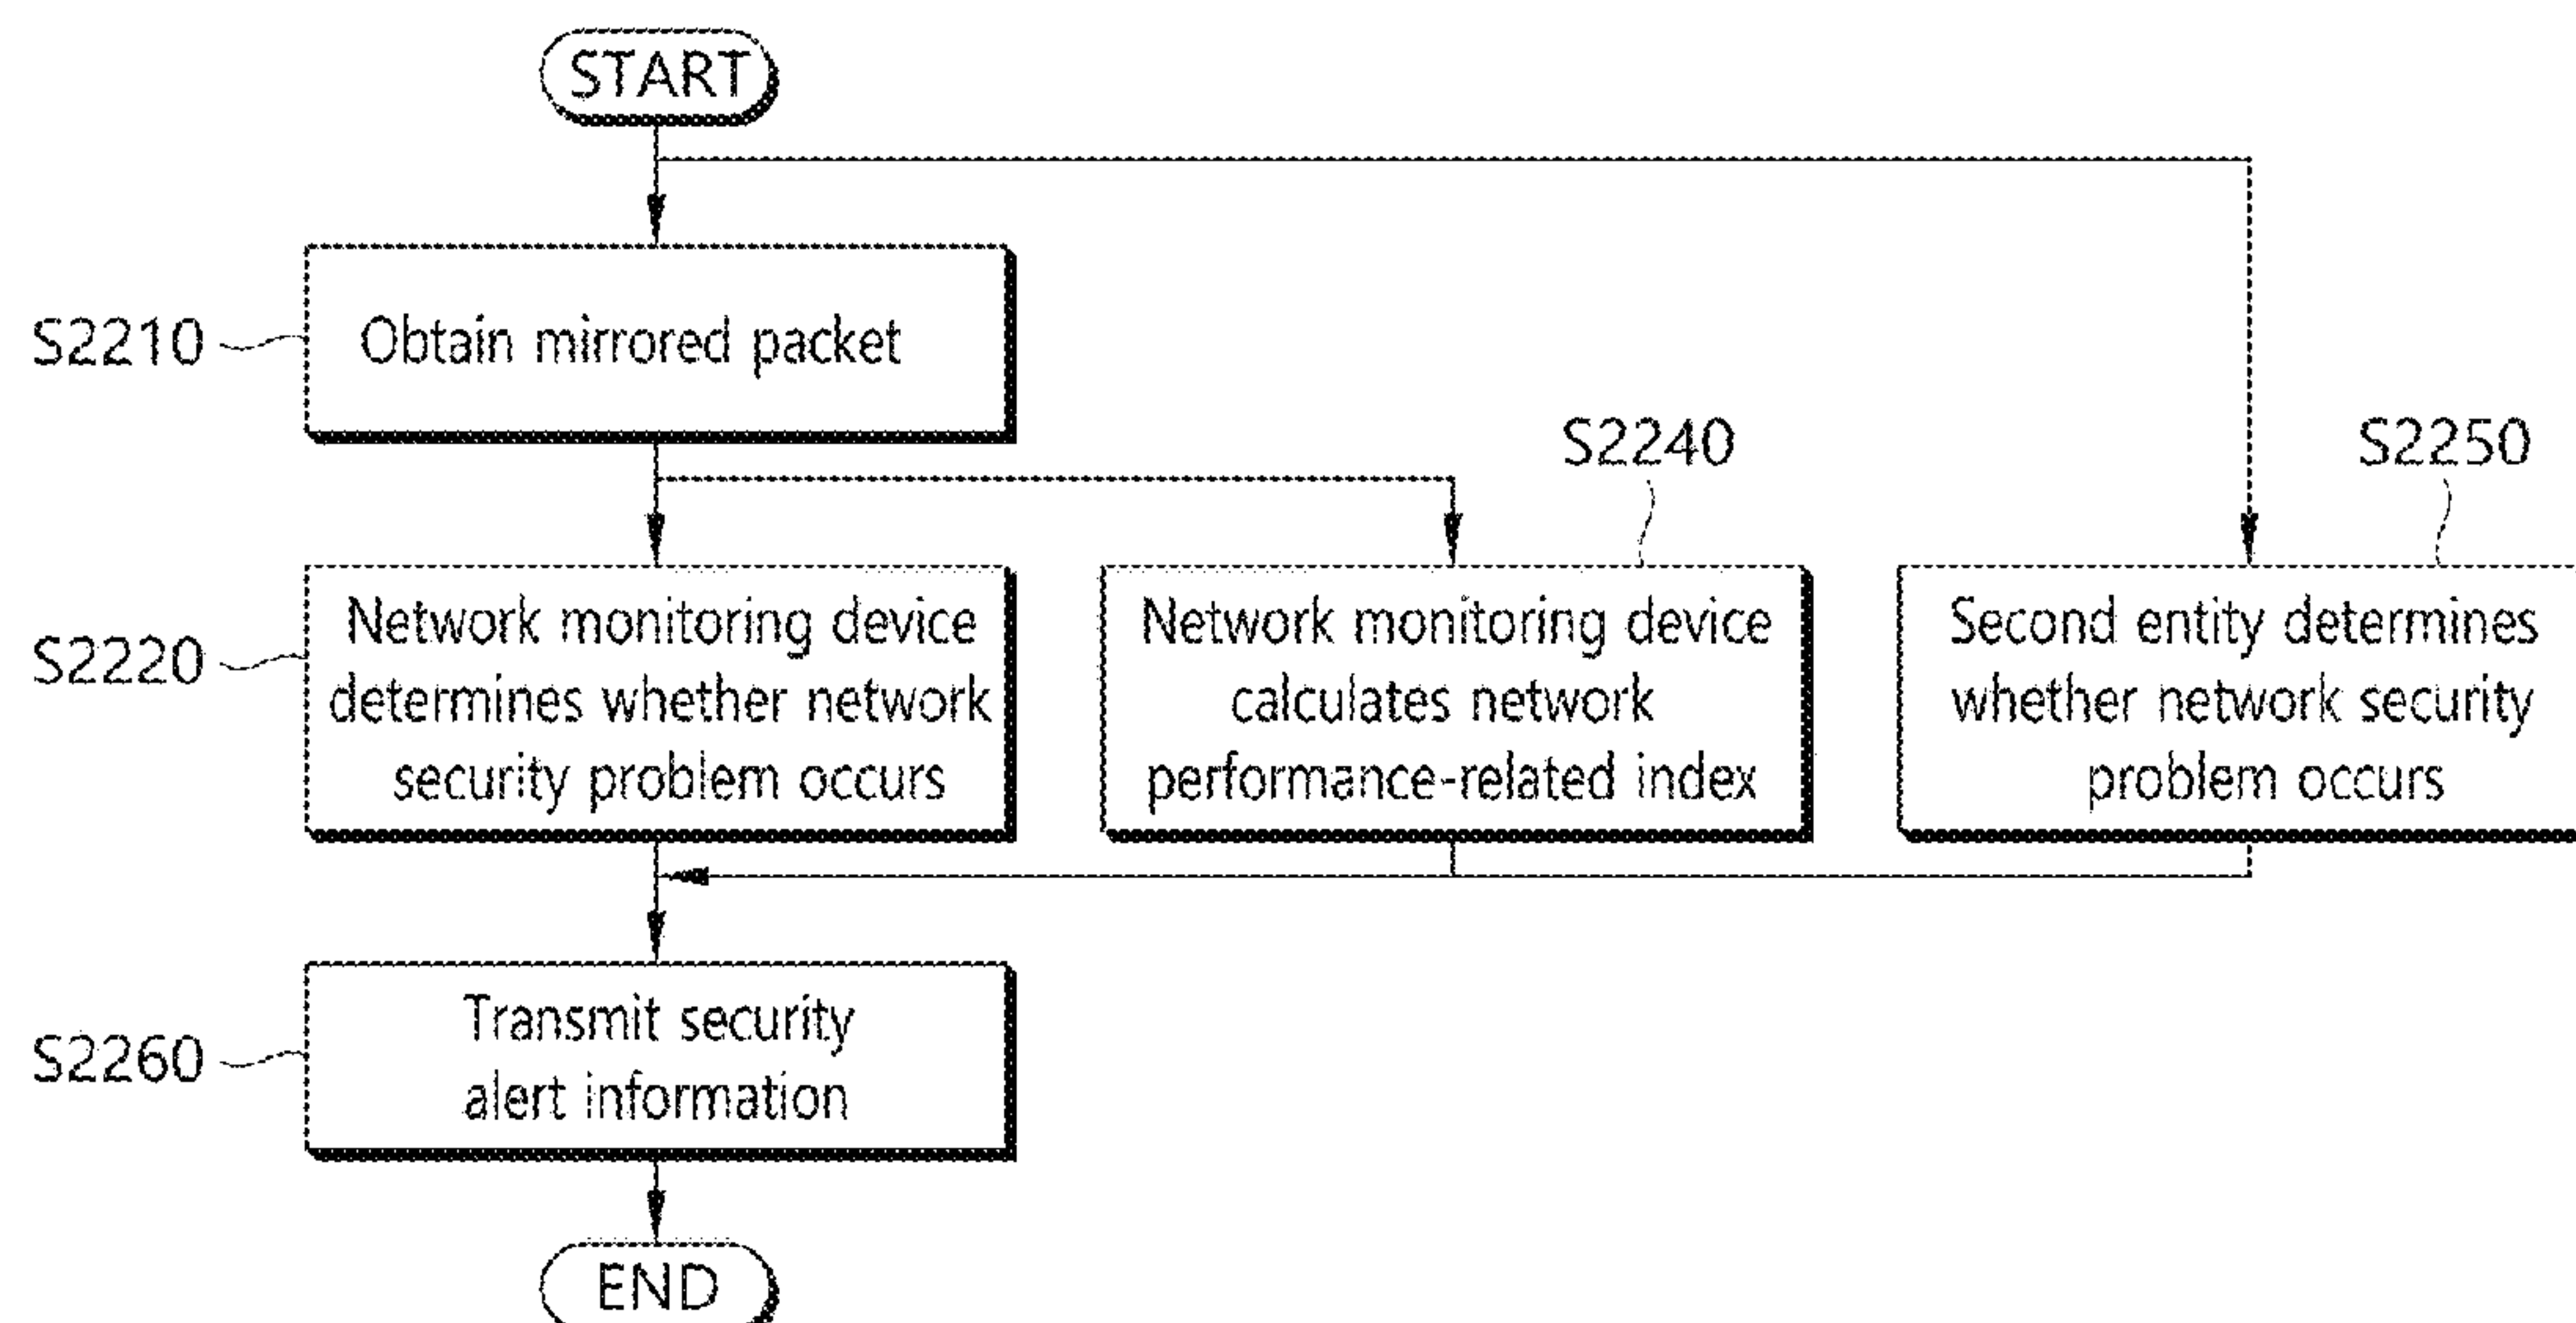 START
S2210
Obtain mirrored packet
S2240
S2250
S2220
Network monitoring device
determines whether network
security problem occurs
Network monitoring device
calculates network
performance-related index
Second entity determines
whether network security
problem occurs
S2260
Transmit security
alert information
END